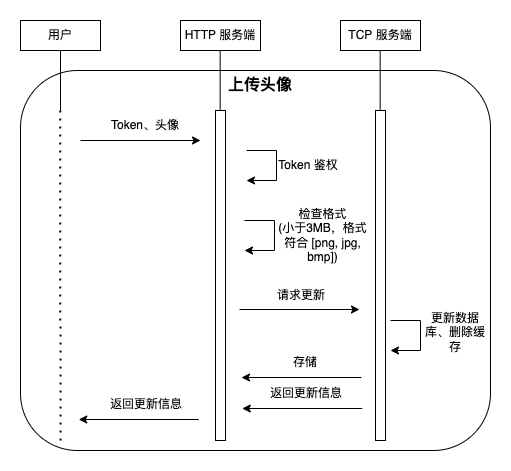 用户
HTTP 服务端
TCP 服务端
上传头像
Token、头像
Token 鉴权
检查格式
(小于3MB，格式
符合 [png, jpg,
bmp])
请求更新
更新数据
库、删除缓
存
存储
返回更新信息
返回更新信息